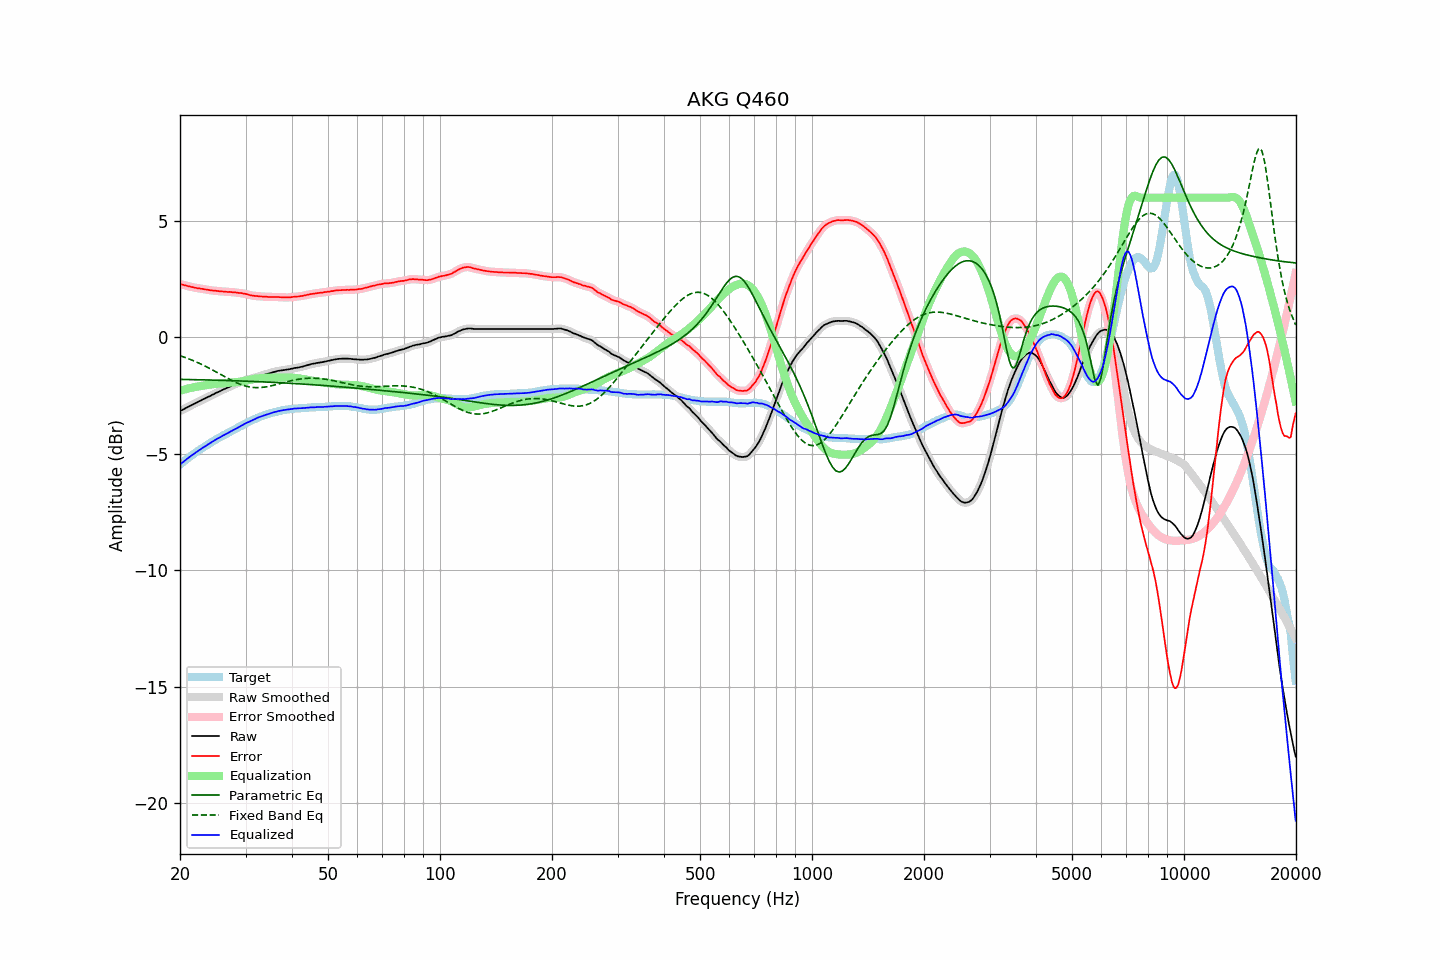 AKG Q460
Amplitude (dBr)
5
0
−5
−10
−15
−20
Target
Raw Smoothed
Error Smoothed
Raw
Error
Equalization
Parametric Eq
Fixed Band Eq
Equalized
20 50 100 200 500 1000 2000 5000 10000 20000
Frequency (Hz)